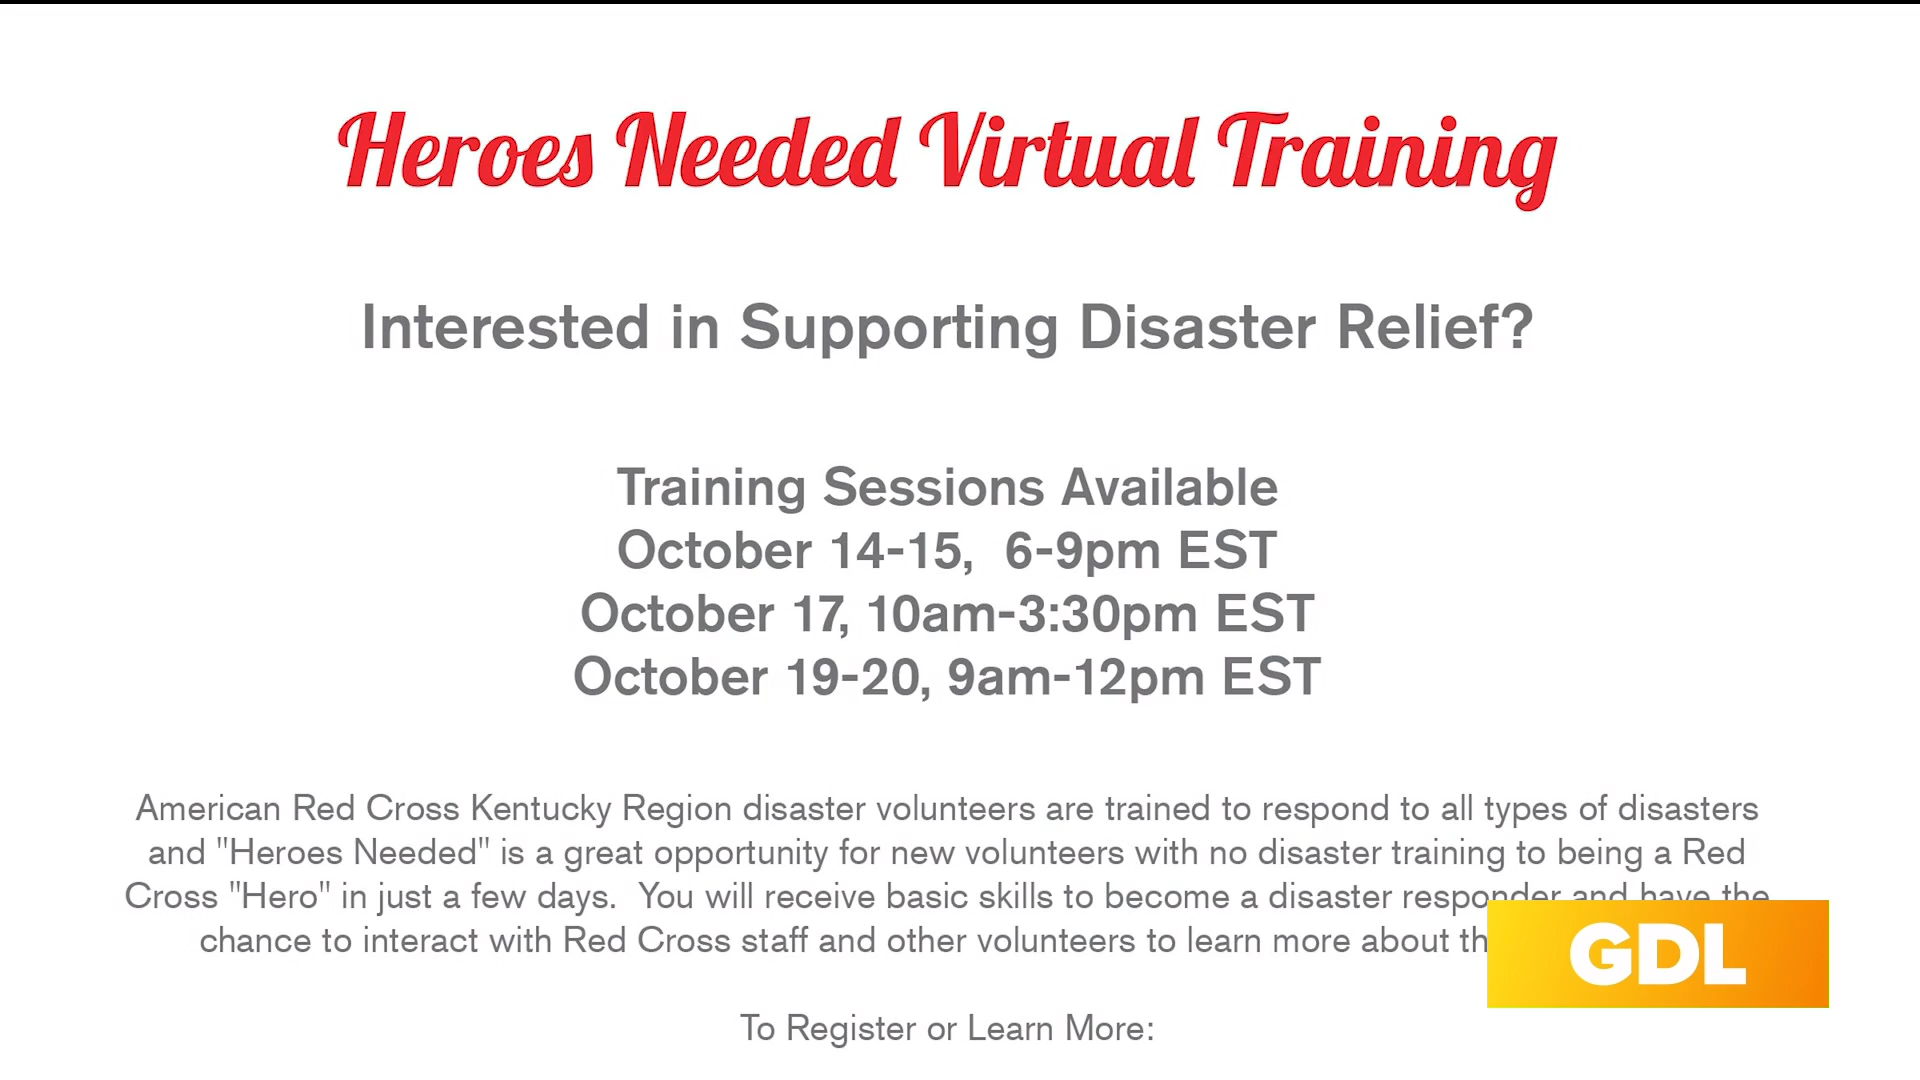 Heroes Needed Virtual Training
Interested in Supporting Disaster Relief?
Training Sessions Available
October 14-15,  6-9pm EST
October 17, 10am-3:30pm EST
October 19-20, 9am-12pm EST
American Red Cross Kentucky Region disaster volunteers are trained to respond to all types of disasters
and "Heroes Needed" is a great opportunity for new volunteers with no disaster training to being a Red
Cross "Hero" in just a few days.  You will receive basic skills to become a disaster responder and have the
chance to interact with Red Cross staff and other volunteers to learn more about
GDL
To Register or Learn More: